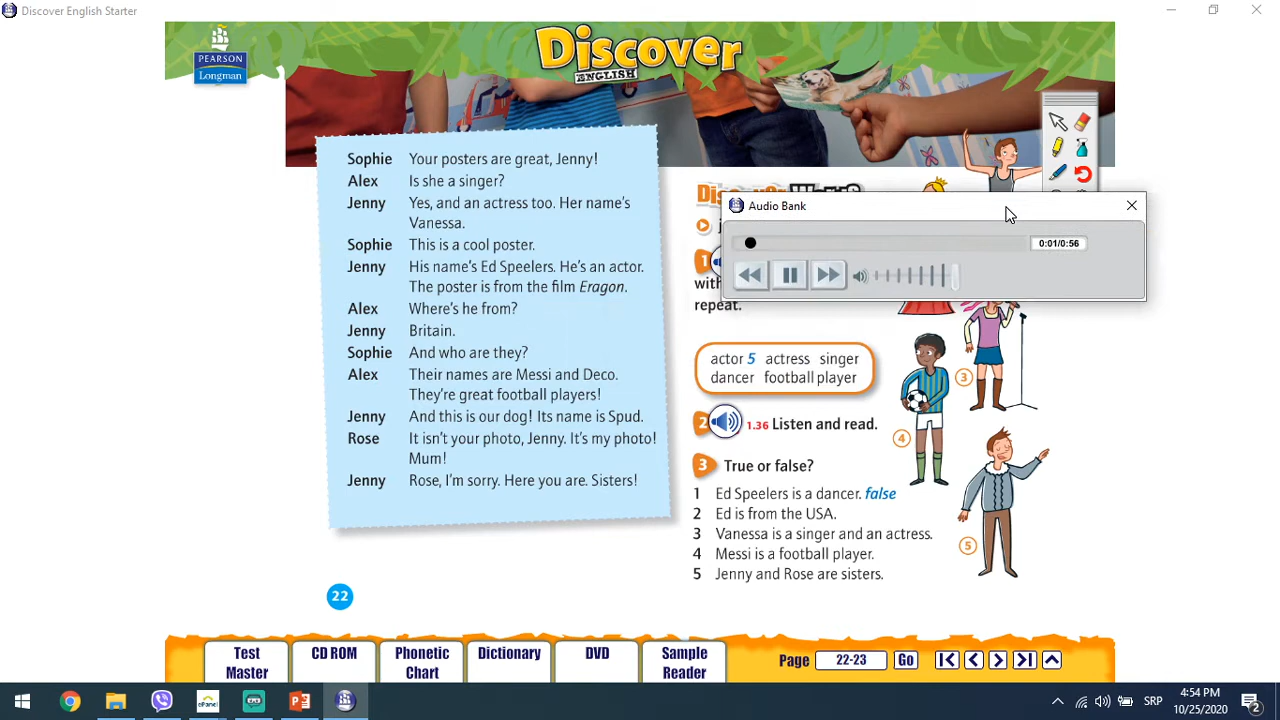 Discover English Starter
PEARSON
Longman
Discover
ENGLISH
Sophie Your posters are great, Jenny!
Alex Is she a singer?
Jenny Yes, and an actress too. Her name's
Vanessa.
Sophie This is a cool poster.
Jenny His name's Ed Speelers. He's an actor.
The poster is from the film Eragon.
Alex Where's he from?
Jenny Britain.
Sophie And who are they?
Alex Their names are Messi and Deco.
They're great football players!
Jenny And this is our dog! Its name is Spud.
Rose It isn't your photo, Jenny. It's my photo!
Mum!
Jenny Rose, I'm sorry. Here you are. Sisters!
22
Audio Bank
0:01/0:56
1
with
repeat.
actor 5 actress singer
dancer football player
3
4
5
2 1.36 Listen and read.
3 True or false?
1 Ed Speelers is a dancer. false
2 Ed is from the USA.
3 Vanessa is a singer and an actress.
4 Messi is a football player.
5 Jenny and Rose are sisters.
Test
Master
CD ROM
Phonetic
Chart
Dictionary
DVD
Sample
Reader
Page 22-23 Go
ePanel
SRP
4:54 PM
10/25/2020
2